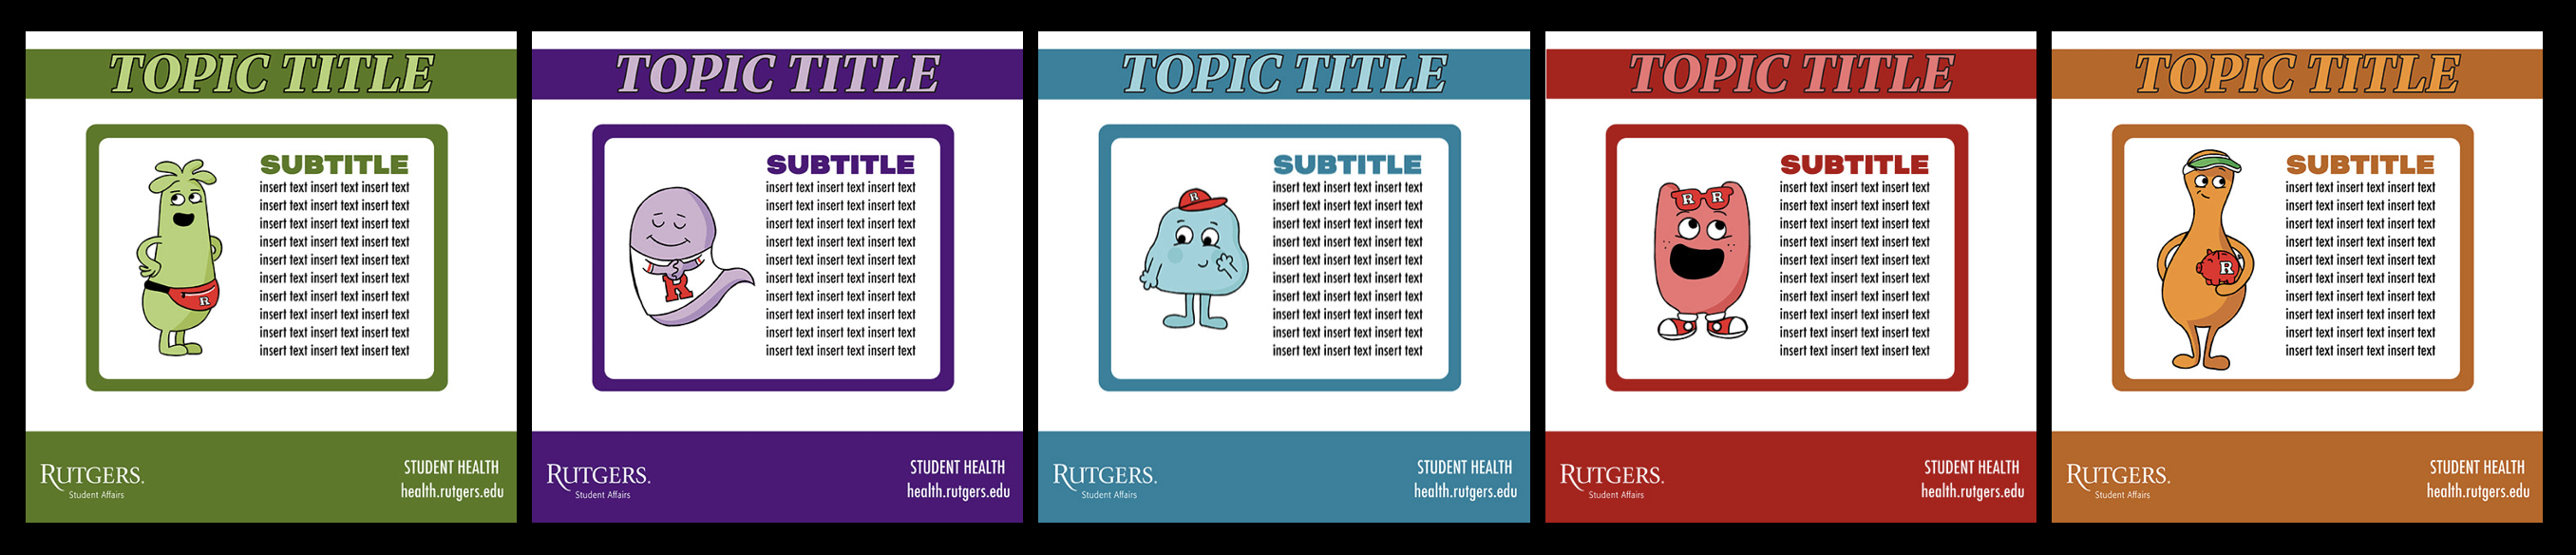 TOPIC TITLE
SUBTITLE
insert text insert text insert text
insert text insert text insert text
insert text insert text insert text
insert text insert text insert text
insert text insert text insert text
insert text insert text insert text
insert text insert text insert text
insert text insert text insert text
insert text insert text insert text
insert text insert text insert text
R
RUTGERS.
Student Affairs
STUDENT HEALTH
health.rutgers.edu
TOPIC TITLE
SUBTITLE
insert text insert text insert text
insert text insert text insert text
insert text insert text insert text
insert text insert text insert text
insert text insert text insert text
insert text insert text insert text
insert text insert text insert text
insert text insert text insert text
insert text insert text insert text
insert text insert text insert text
R
RUTGERS.
Student Affairs
STUDENT HEALTH
health.rutgers.edu
TOPIC TITLE
R
SUBTITLE
insert text insert text insert text
insert text insert text insert text
insert text insert text insert text
insert text insert text insert text
insert text insert text insert text
insert text insert text insert text
insert text insert text insert text
insert text insert text insert text
insert text insert text insert text
insert text insert text insert text
RUTGERS.
Student Affairs
STUDENT HEALTH
health.rutgers.edu
TOPIC TITLE
R R
SUBTITLE
insert text insert text insert text
insert text insert text insert text
insert text insert text insert text
insert text insert text insert text
insert text insert text insert text
insert text insert text insert text
insert text insert text insert text
insert text insert text insert text
insert text insert text insert text
insert text insert text insert text
RUTGERS.
Student Affairs
STUDENT HEALTH
health.rutgers.edu
TOPIC TITLE
SUBTITLE
insert text insert text insert text
insert text insert text insert text
insert text insert text insert text
insert text insert text insert text
insert text insert text insert text
insert text insert text insert text
insert text insert text insert text
insert text insert text insert text
insert text insert text insert text
insert text insert text insert text
R
RUTGERS.
Student Affairs
STUDENT HEALTH
health.rutgers.edu